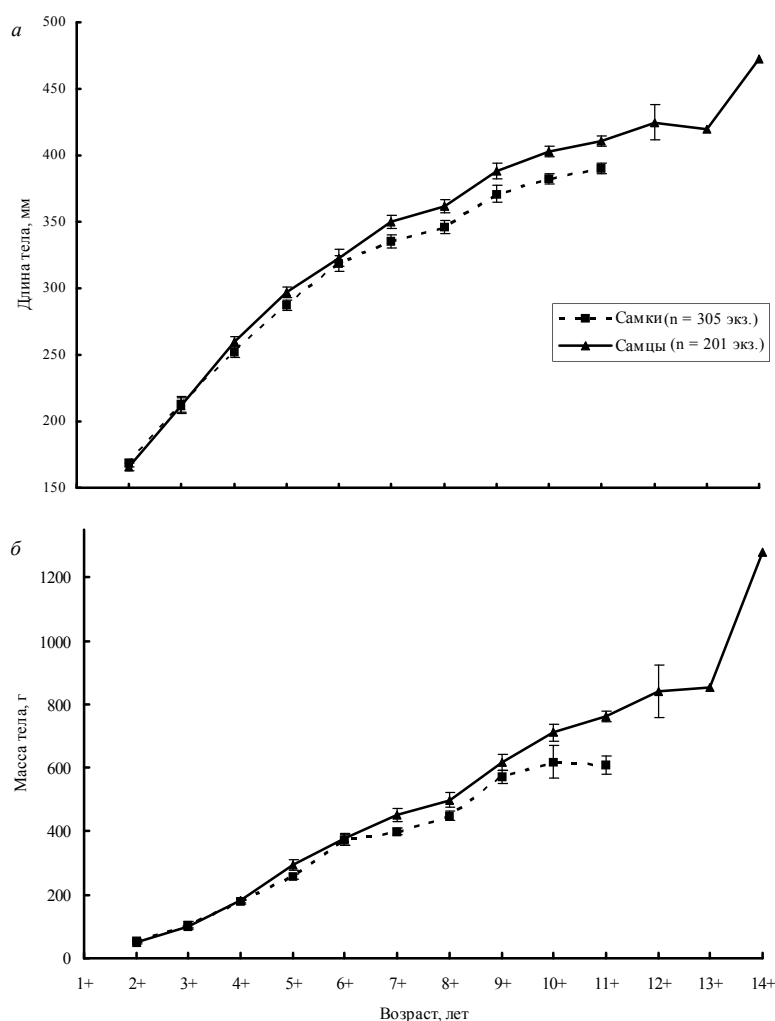 а
500
450
400
350
300
250
200
150
Длина тела, мм
Самки (n = 305 экз.)
Самцы (n = 201 экз.)
б
1200
1000
800
600
400
200
0
Масса тела, г
1+ 2+ 3+ 4+ 5+ 6+ 7+ 8+ 9+ 10+ 11+ 12+ 13+ 14+
Возраст, лет